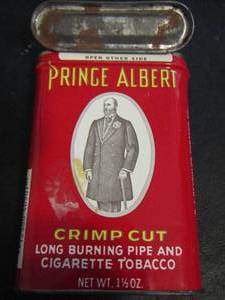 OPEN OTHER SIDE
PRINCE ALBERT
CRIMP CUT
LONG BURNING PIPE AND
CIGARETTE TOBACCO
NET WT. 1½ OZ.